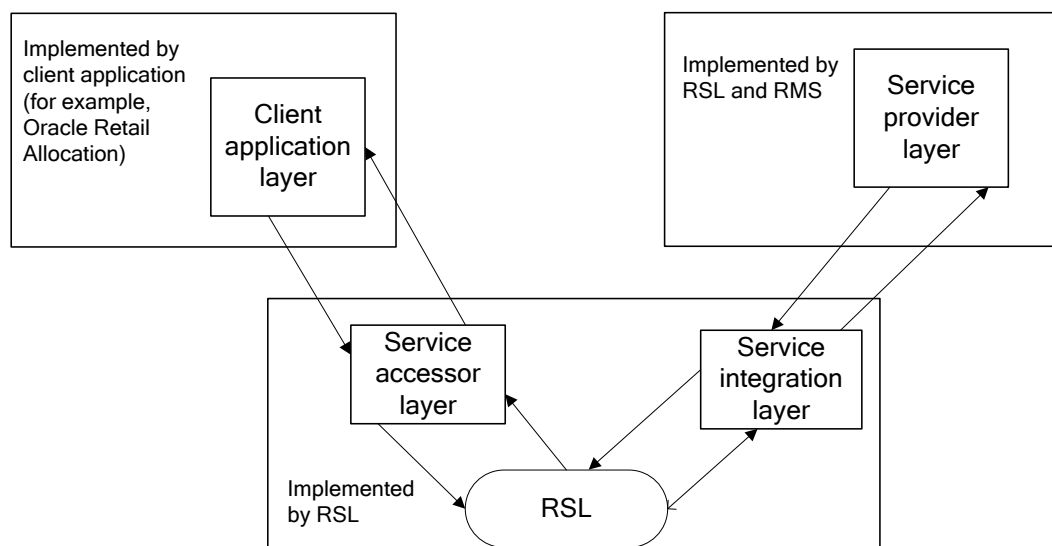 Implemented by
client application
(for example,
Oracle Retail
Allocation)
Client
application
layer
Implemented by
RSL and RMS
Service
provider
layer
Service
accessor
layer
Service
integration
layer
Implemented
by RSL
RSL